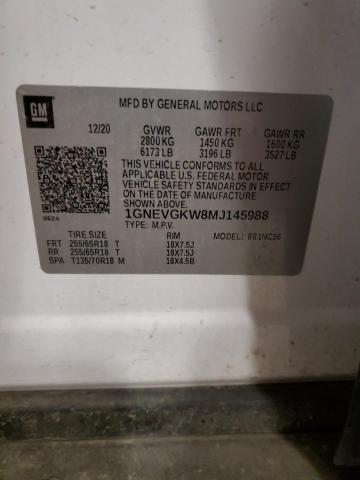 GM
MFD BY GENERAL MOTORS LLC
12/20 GVWR GAWR FRT GAWR RR
2800 KG 1450 KG 1600 KG
6173 LB 3196 LB 3527 LB
THIS VEHICLE CONFORMS TO ALL
APPLICABLE U.S. FEDERAL MOTOR
VEHICLE SAFETY STANDARDS IN EFFECT
ON THE DATE OF MANUFACTURE SHOWN ABOVE.
1GNEVGKW8MJ145988
TYPE: M.P.V. MODEL:
TIRE SIZE RIM
FRT 255/65R18 T 18X7.5J
RR 255/65R18 T 18X7.5J
SPA T135/70R18 M 18X4.5B